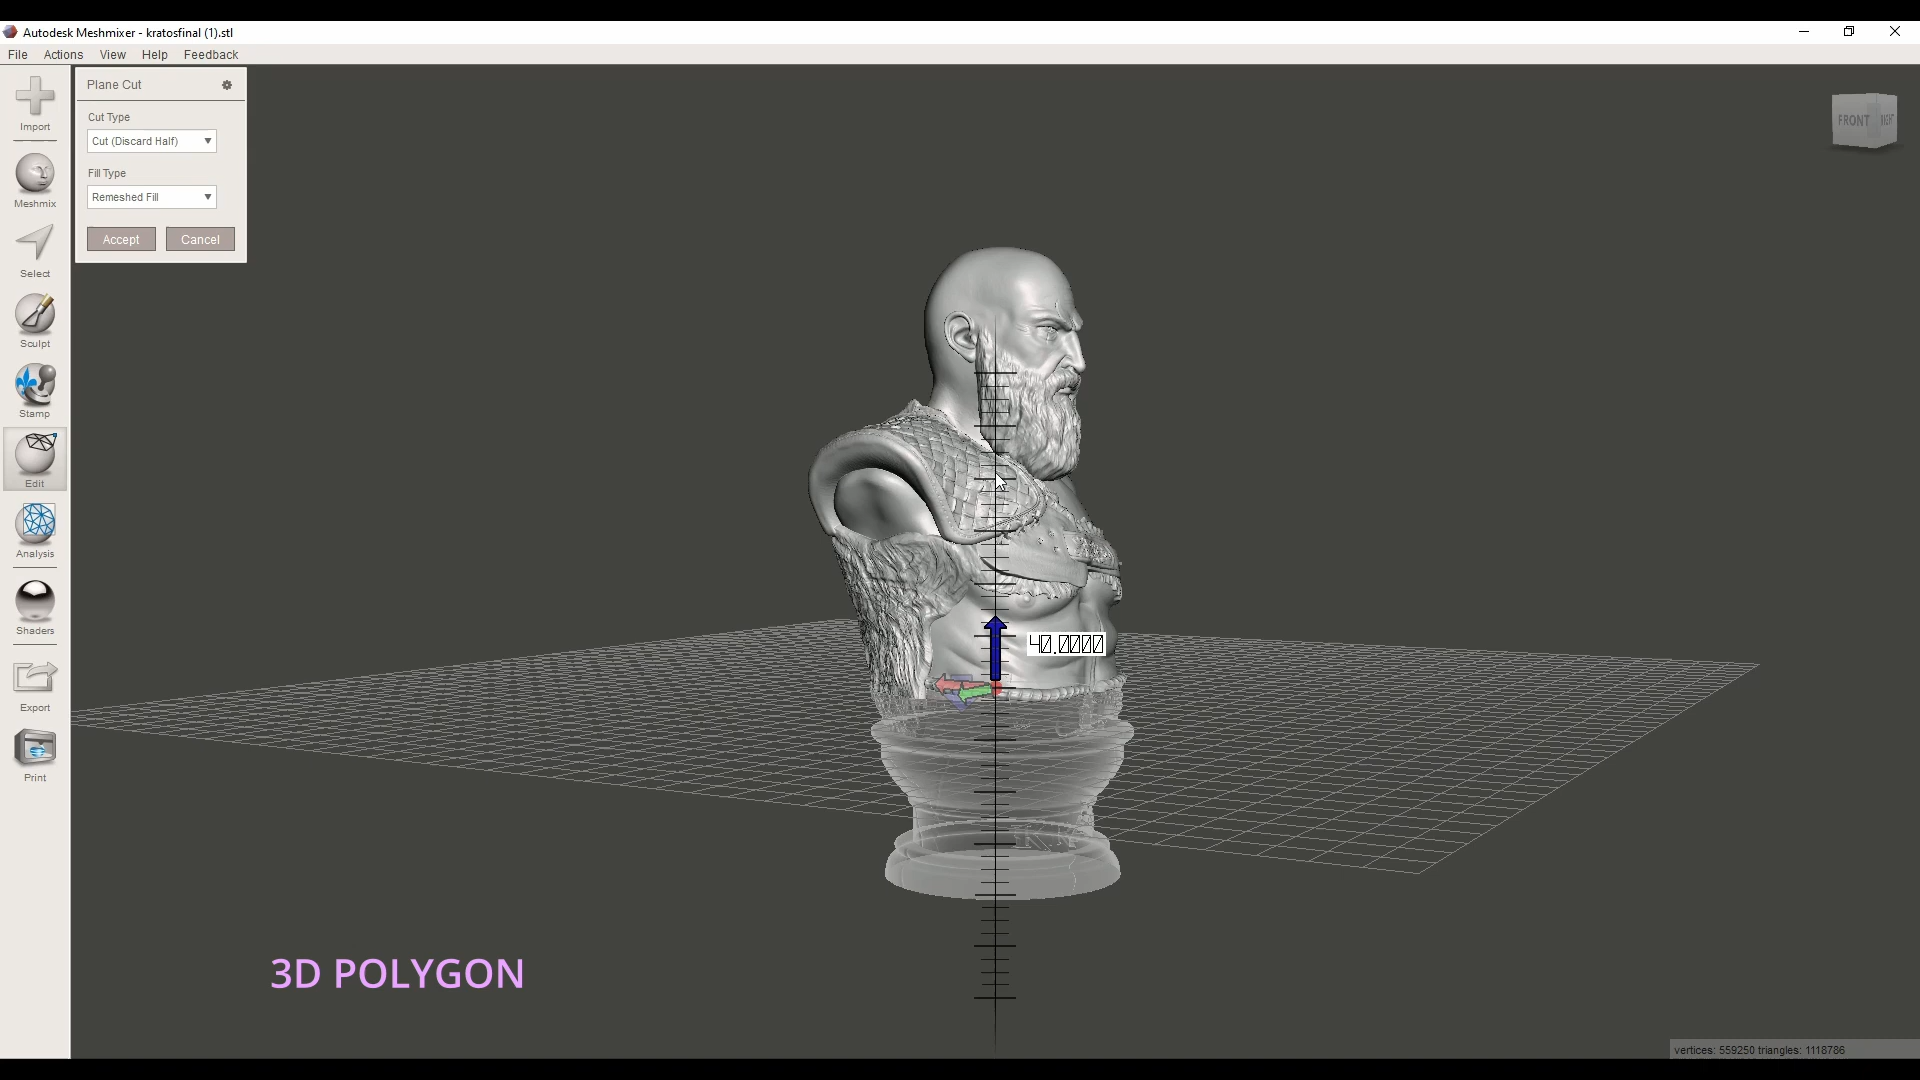 Autodesk Meshmixer - kratosfinal (1).stl
File Actions View Help Feedback
Import
Meshmix
Select
Sculpt
Stamp
Edit
Analysis
Shaders
Export
Print
Plane Cut
Cut Type
Cut (Discard Half)
Fill Type
Remeshed Fill
Accept Cancel
FRONT RIGHT
40.0000
3D POLYGON
vertices: 559250 triangles: 1118786